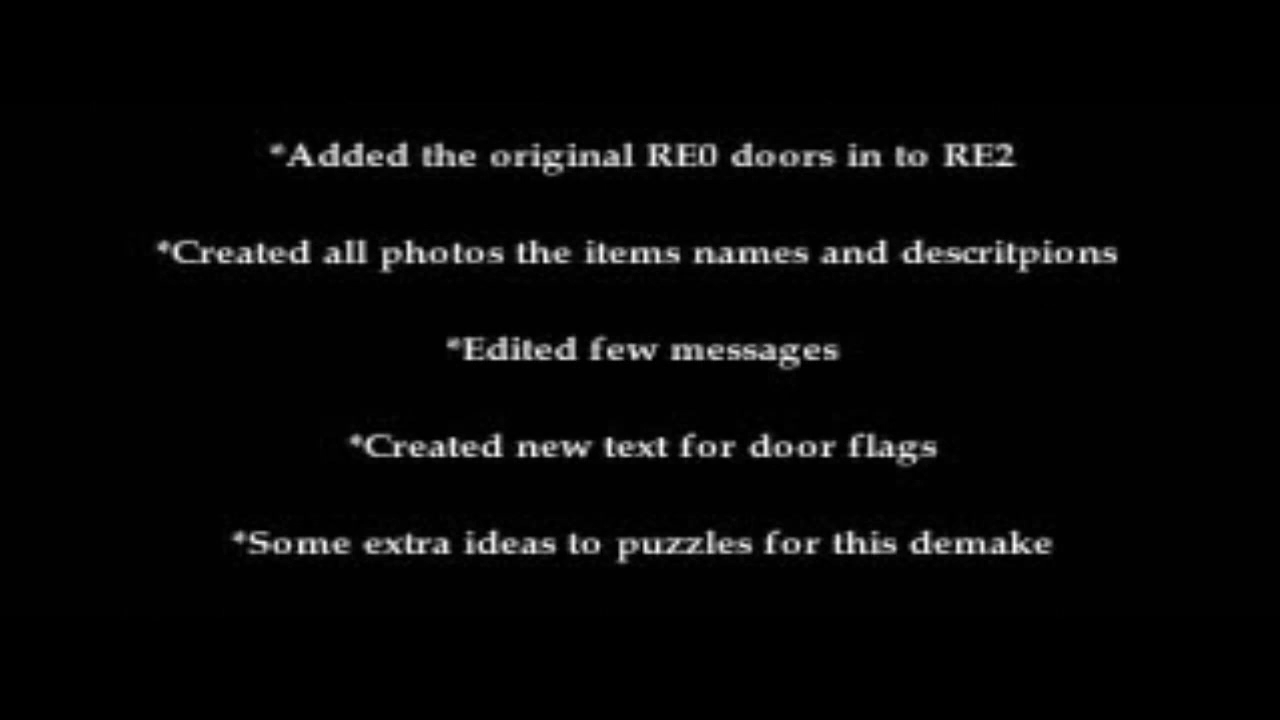 *Added the original RE0 doors in to RE2
*Created all photos the items names and descritpions
*Edited few messages
*Created new text for door flags
*Some extra ideas to puzzles for this demake